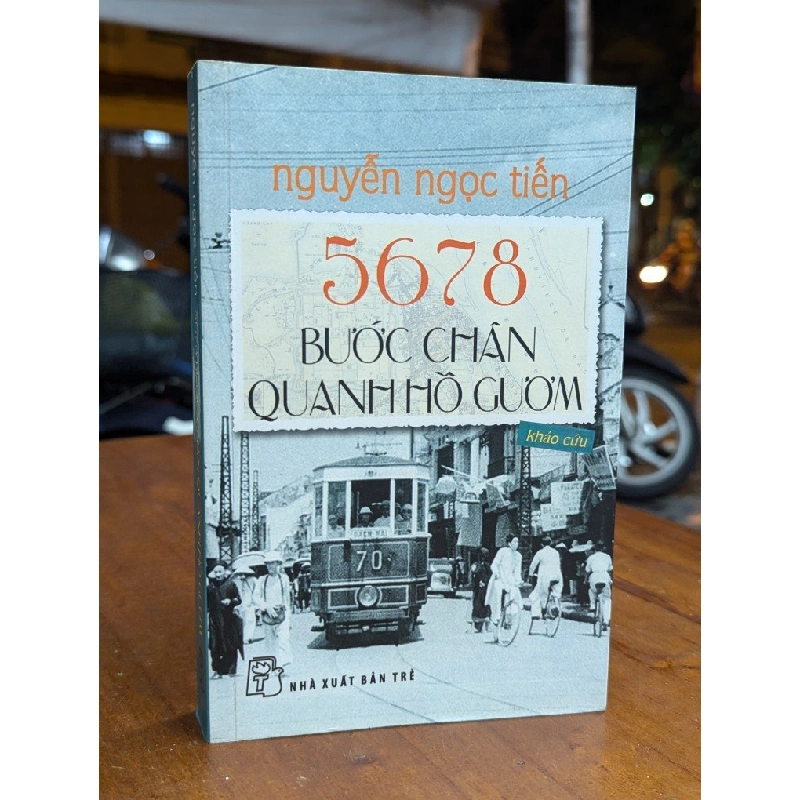 nguyễn ngọc tiến
5678
BƯỚC CHÂN
QUANH HỒ GƯƠM
khảo cứu
70
NHÀ XUẤT BẢN TRẺ